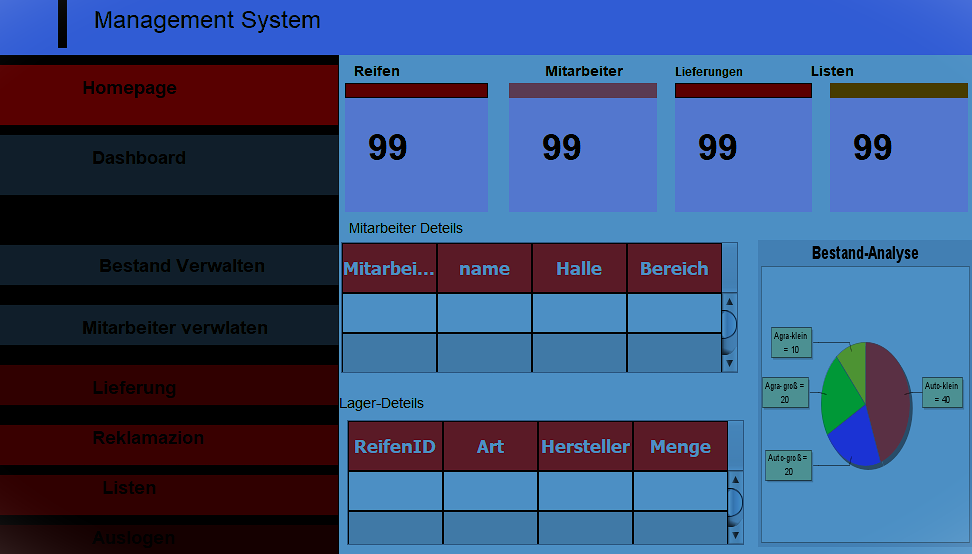 Management System
Homepage
Dashboard
Bestand Verwalten
Mitarbeiter verwlaten
Lieferung
Reklamazion
Listen
Auslogen
Reifen
Mitarbeiter
Lieferungen
Listen
99
99
99
99
Mitarbeiter Deteils
Mitarbei... name Halle Bereich
Lager-Deteils
ReifenID Art Hersteller Menge
Bestand-Analyse
Agra-klein
= 10
Agra-groß =
20
Auto-klein
= 40
Auto-groß =
20